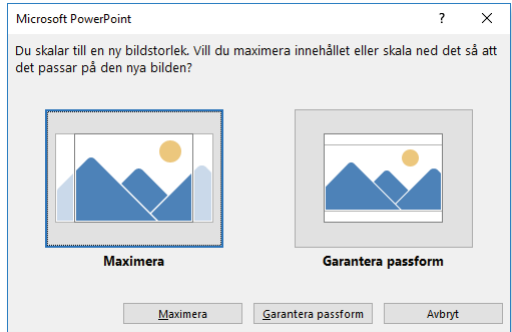 Microsoft PowerPoint
?
Du skalar till en ny bildstorlek. Vill du maximera innehållet eller skala ned det så att
det passar på den nya bilden?
Maximera
Garantera passform
Maximera
Garantera passform
Avbryt